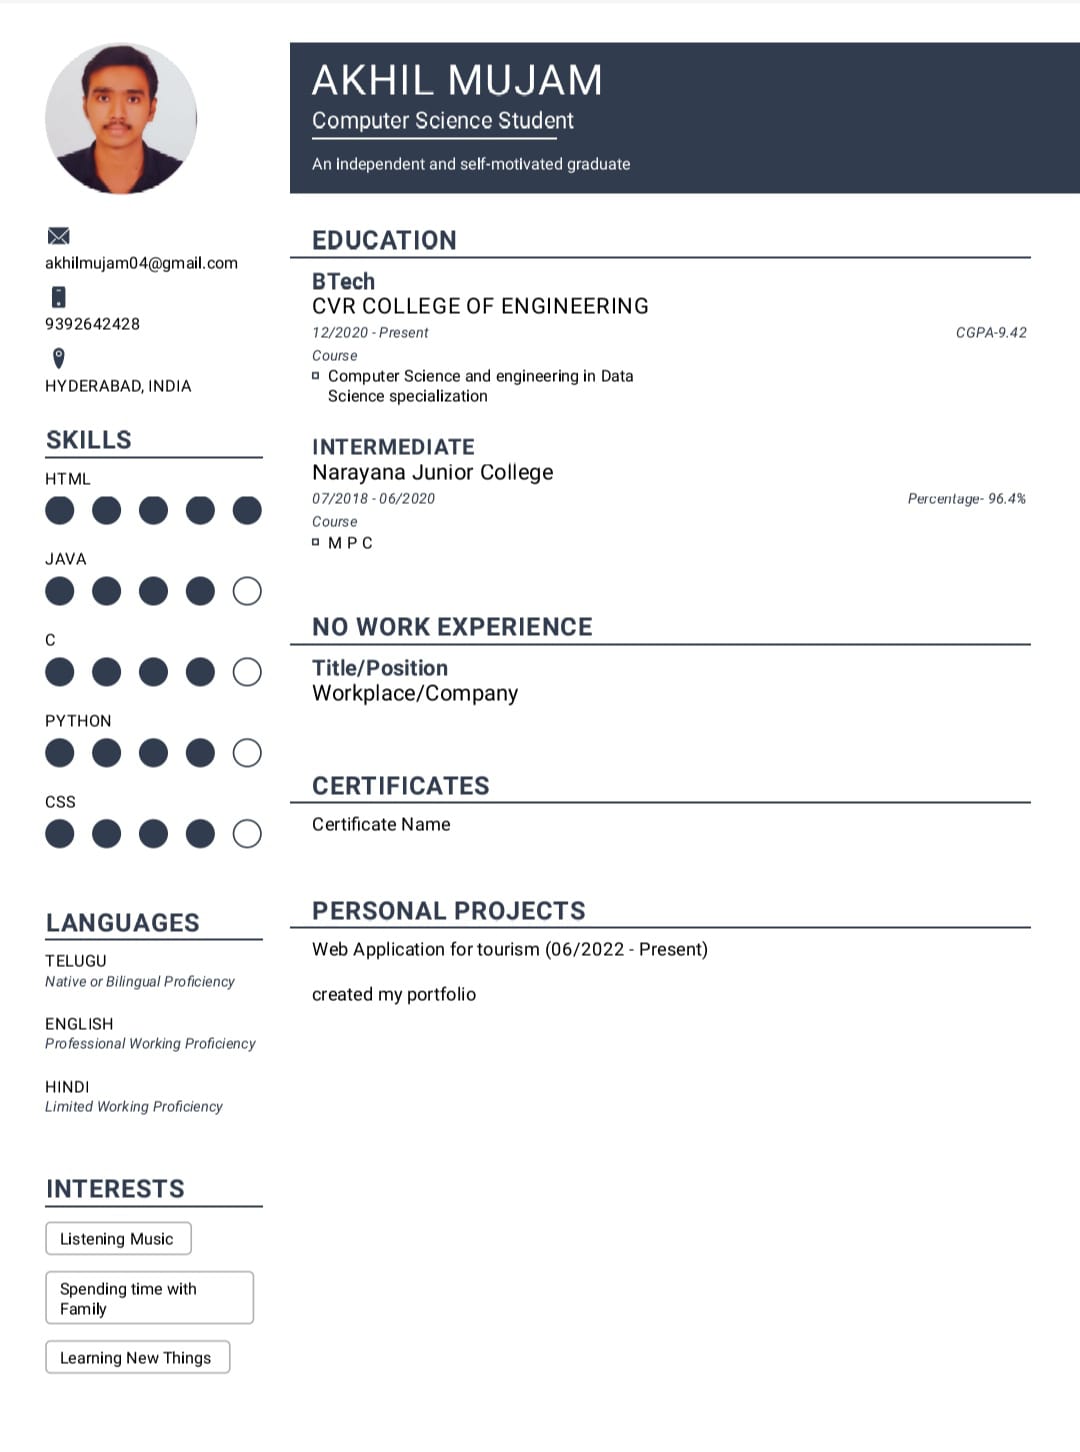 AKHIL MUJAM
Computer Science Student
An independent and self-motivated graduate
akhilmujam04@gmail.com
9392642428
HYDERABAD, INDIA
SKILLS
HTML
JAVA
C
PYTHON
CSS
LANGUAGES
TELUGU
Native or Bilingual Proficiency
ENGLISH
Professional Working Proficiency
HINDI
Limited Working Proficiency
INTERESTS
Listening Music
Spending time with
Family
Learning New Things
EDUCATION
BTech
CVR COLLEGE OF ENGINEERING
12/2020 - Present CGPA-9.42
Course
Computer Science and engineering in Data
Science specialization
INTERMEDIATE
Narayana Junior College
07/2018 - 06/2020 Percentage- 96.4%
Course
M P C
NO WORK EXPERIENCE
Title/Position
Workplace/Company
CERTIFICATES
Certificate Name
PERSONAL PROJECTS
Web Application for tourism (06/2022 - Present)
created my portfolio